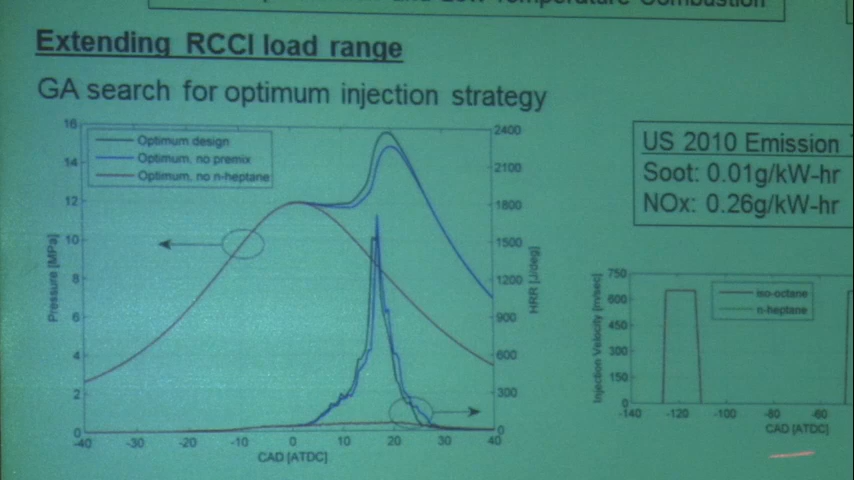 and Low Temperature Combustion
Extending RCCI load range
GA search for optimum injection strategy
16
14
12
10
8
6
4
2
0
Pressure [MPa]
Optimum design
Optimum, no premix
Optimum, no n-heptane
2400
2100
1800
1500
1200
900
600
300
0
HRR [J/deg]
-40 -30 -20 -10 0 10 20 30 40
CAD [ATDC]
US 2010 Emission
Soot: 0.01g/kW-hr
NOx: 0.26g/kW-hr
750
600
450
300
150
0
Injection Velocity [m/sec]
iso-octane
n-heptane
-140 -120 -100 -80 -60
CAD [ATDC]